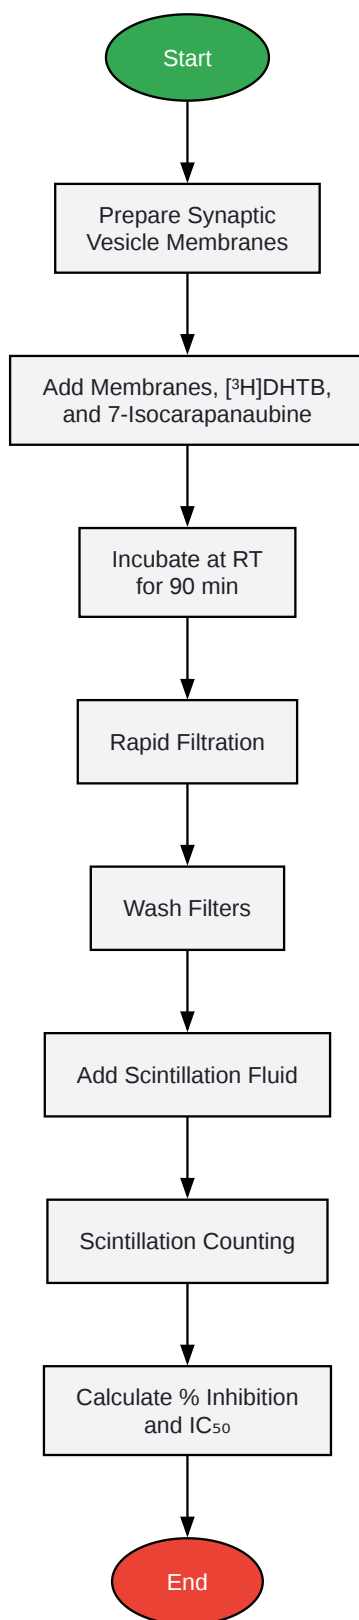 Start
Prepare Synaptic
Vesicle Membranes
Add Membranes, [³H]DHTB,
and 7-Isocarapanaubine
Incubate at RT
for 90 min
Rapid Filtration
Wash Filters
Add Scintillation Fluid
Scintillation Counting
Calculate % Inhibition
and IC₅₀
End